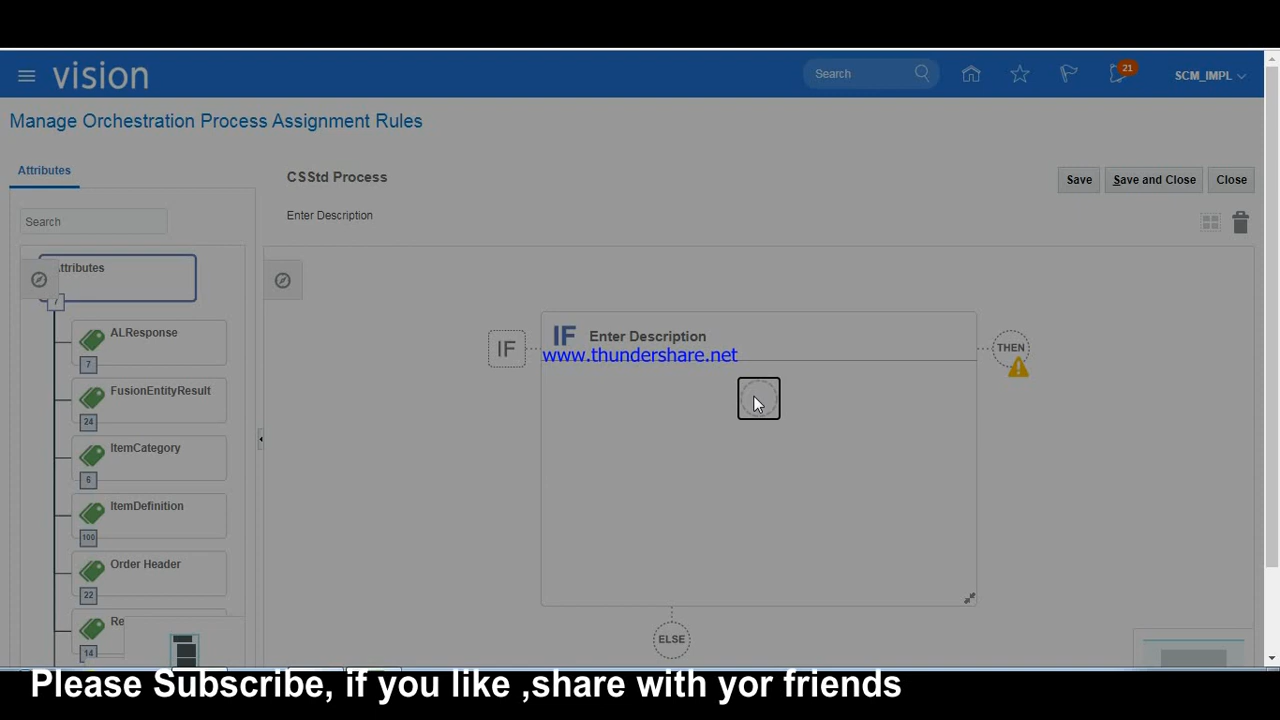 vision
Search
21
SCM_IMPL
Manage Orchestration Process Assignment Rules
Attributes
CSStd Process
Save
Save and Close
Close
Enter Description
Search
ttributes
7
ALResponse
7
FusionEntityResult
24
ItemCategory
6
ItemDefinition
100
Order Header
22
Re
14
IF
IF Enter Description
www.thundershare.net
THEN
ELSE
Please Subscribe, if you like ,share with yor friends